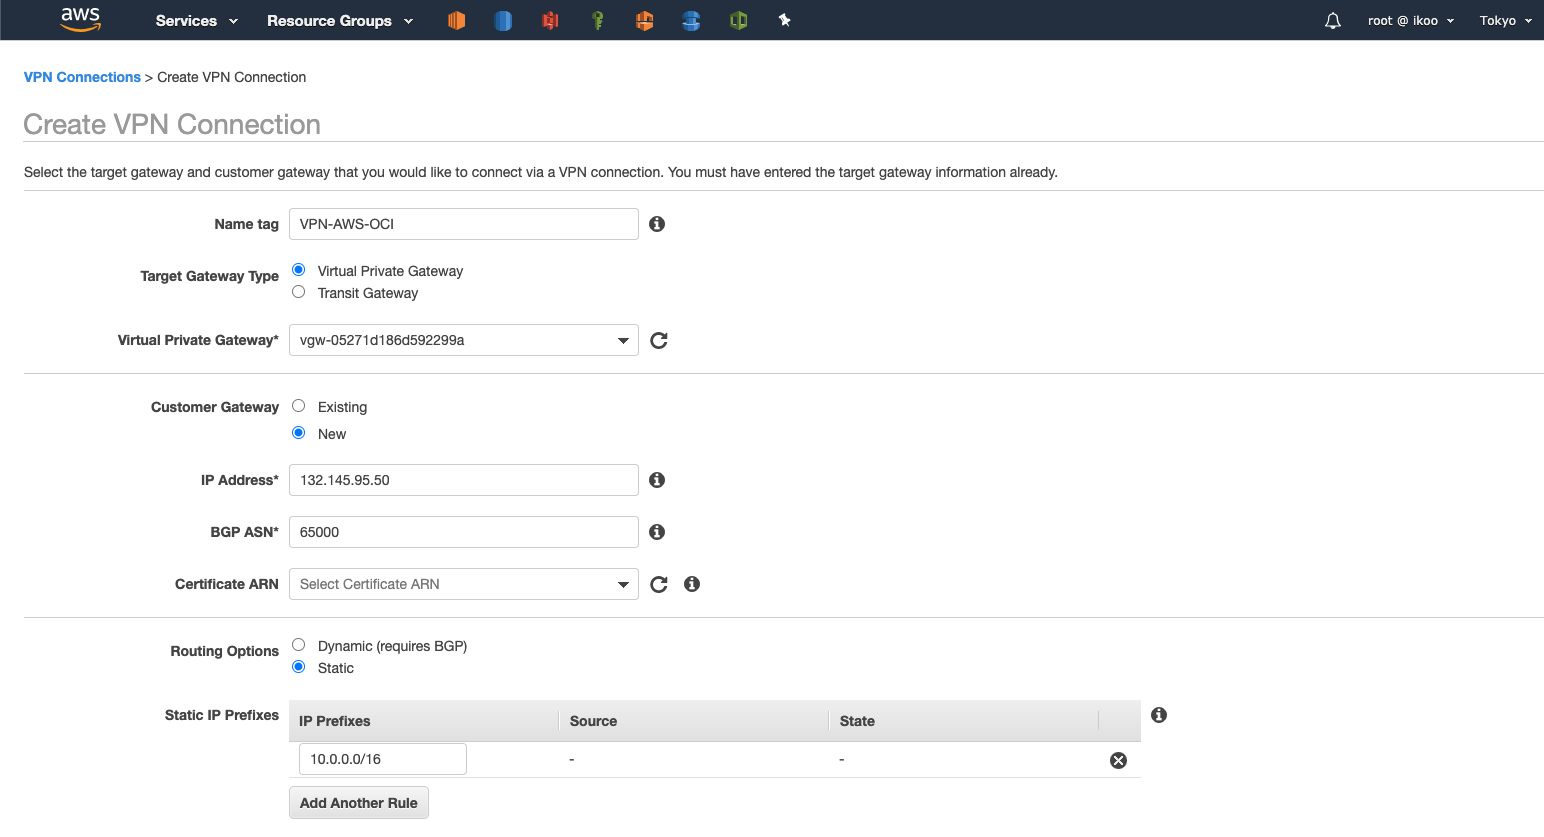 aws Services Resource Groups root @ ikoo Tokyo
VPN Connections > Create VPN Connection
Create VPN Connection
Select the target gateway and customer gateway that you would like to connect via a VPN connection. You must have entered the target gateway information already.
Name tag VPN-AWS-OCI
Target Gateway Type Virtual Private Gateway
Transit Gateway
Virtual Private Gateway* vgw-05271d186d592299a
Customer Gateway Existing
New
IP Address* 132.145.95.50
BGP ASN* 65000
Certificate ARN Select Certificate ARN
Routing Options Dynamic (requires BGP)
Static
Static IP Prefixes IP Prefixes Source State
10.0.0.0/16 - -
Add Another Rule